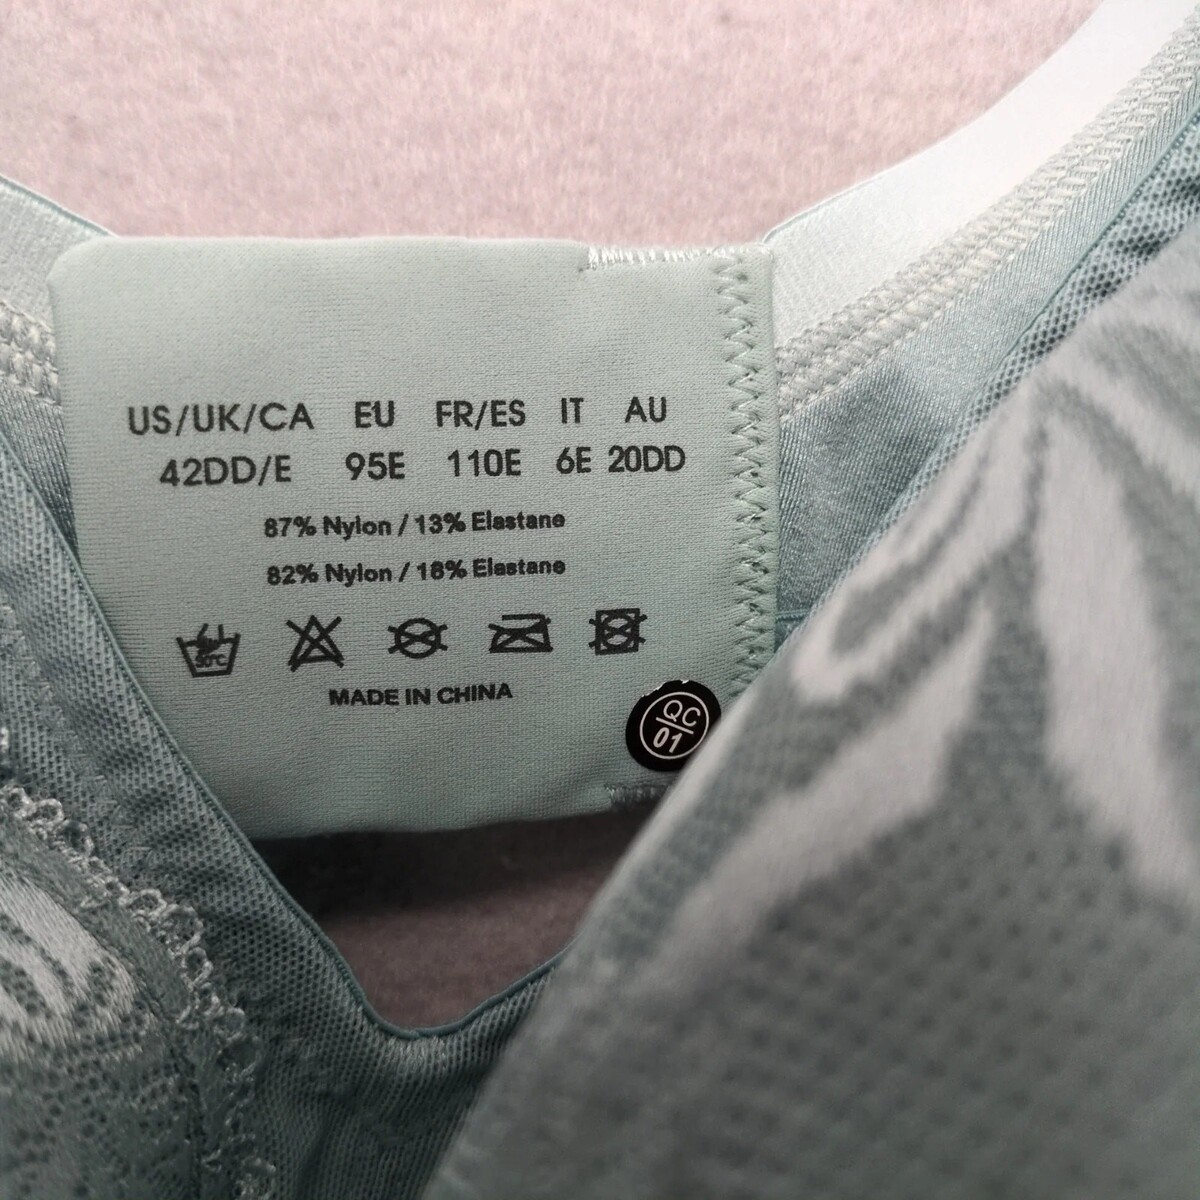 US/UK/CA EU FR/ES IT AU
42DD/E 95E 110E 6E 20DD
87% Nylon / 13% Elastane
82% Nylon / 18% Elastane
30°C
MADE IN CHINA
QC
01